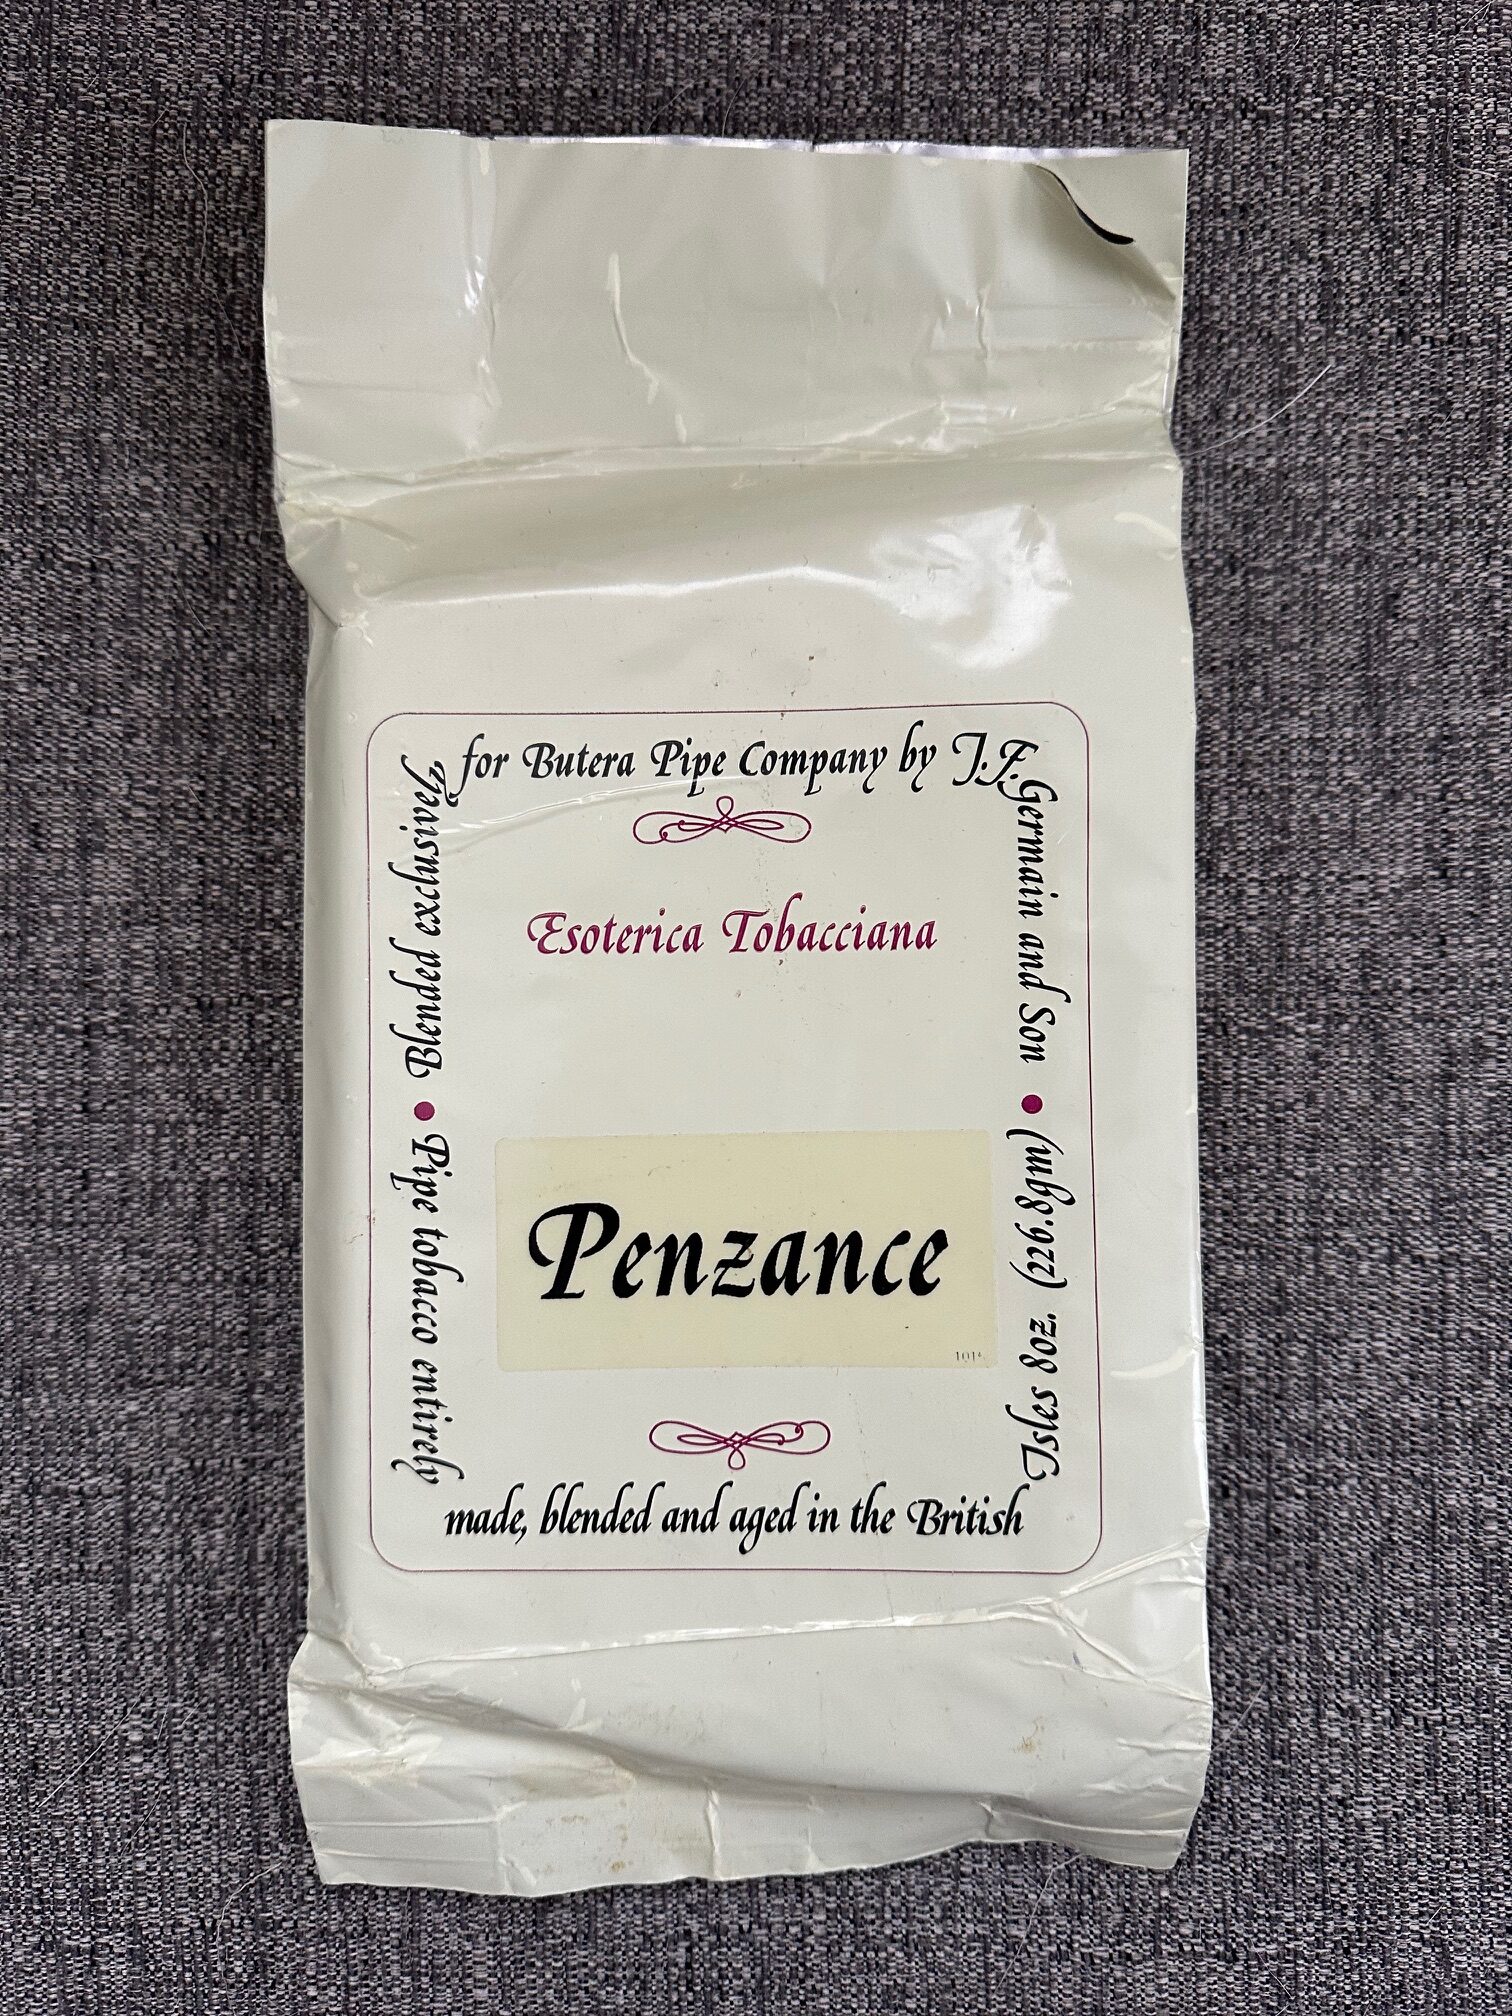 Blended exclusively
for Butera Pipe Company by J.F.
Germain and Son
Esoterica Tobacciana
Penzance
Pipe tobacco entirely
made, blended and aged in the British
Isles 8oz. (226.8gm)